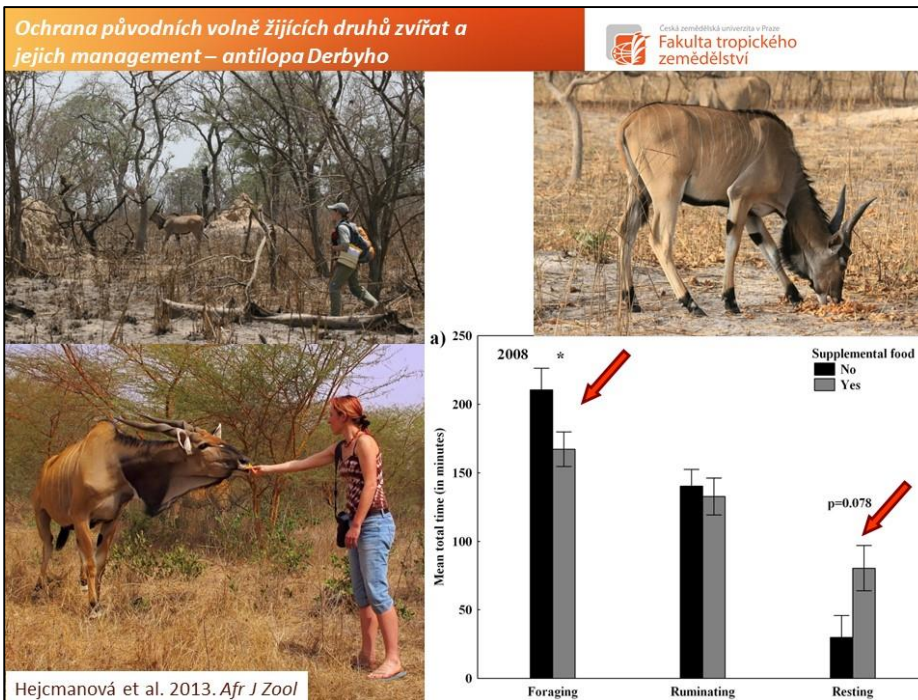 Ochrana původních volně žijících druhů zvířat a
jejich management – antilopa Derbyho
Česká zemědělská univerzita v Praze
Fakulta tropického
zemědělství
a)
250
200
150
100
50
0
Mean total time (in minutes)
2008
*
Supplemental food
No
Yes
p=0.078
Foraging
Ruminating
Resting
Hejcmanová et al. 2013. Afr J Zool